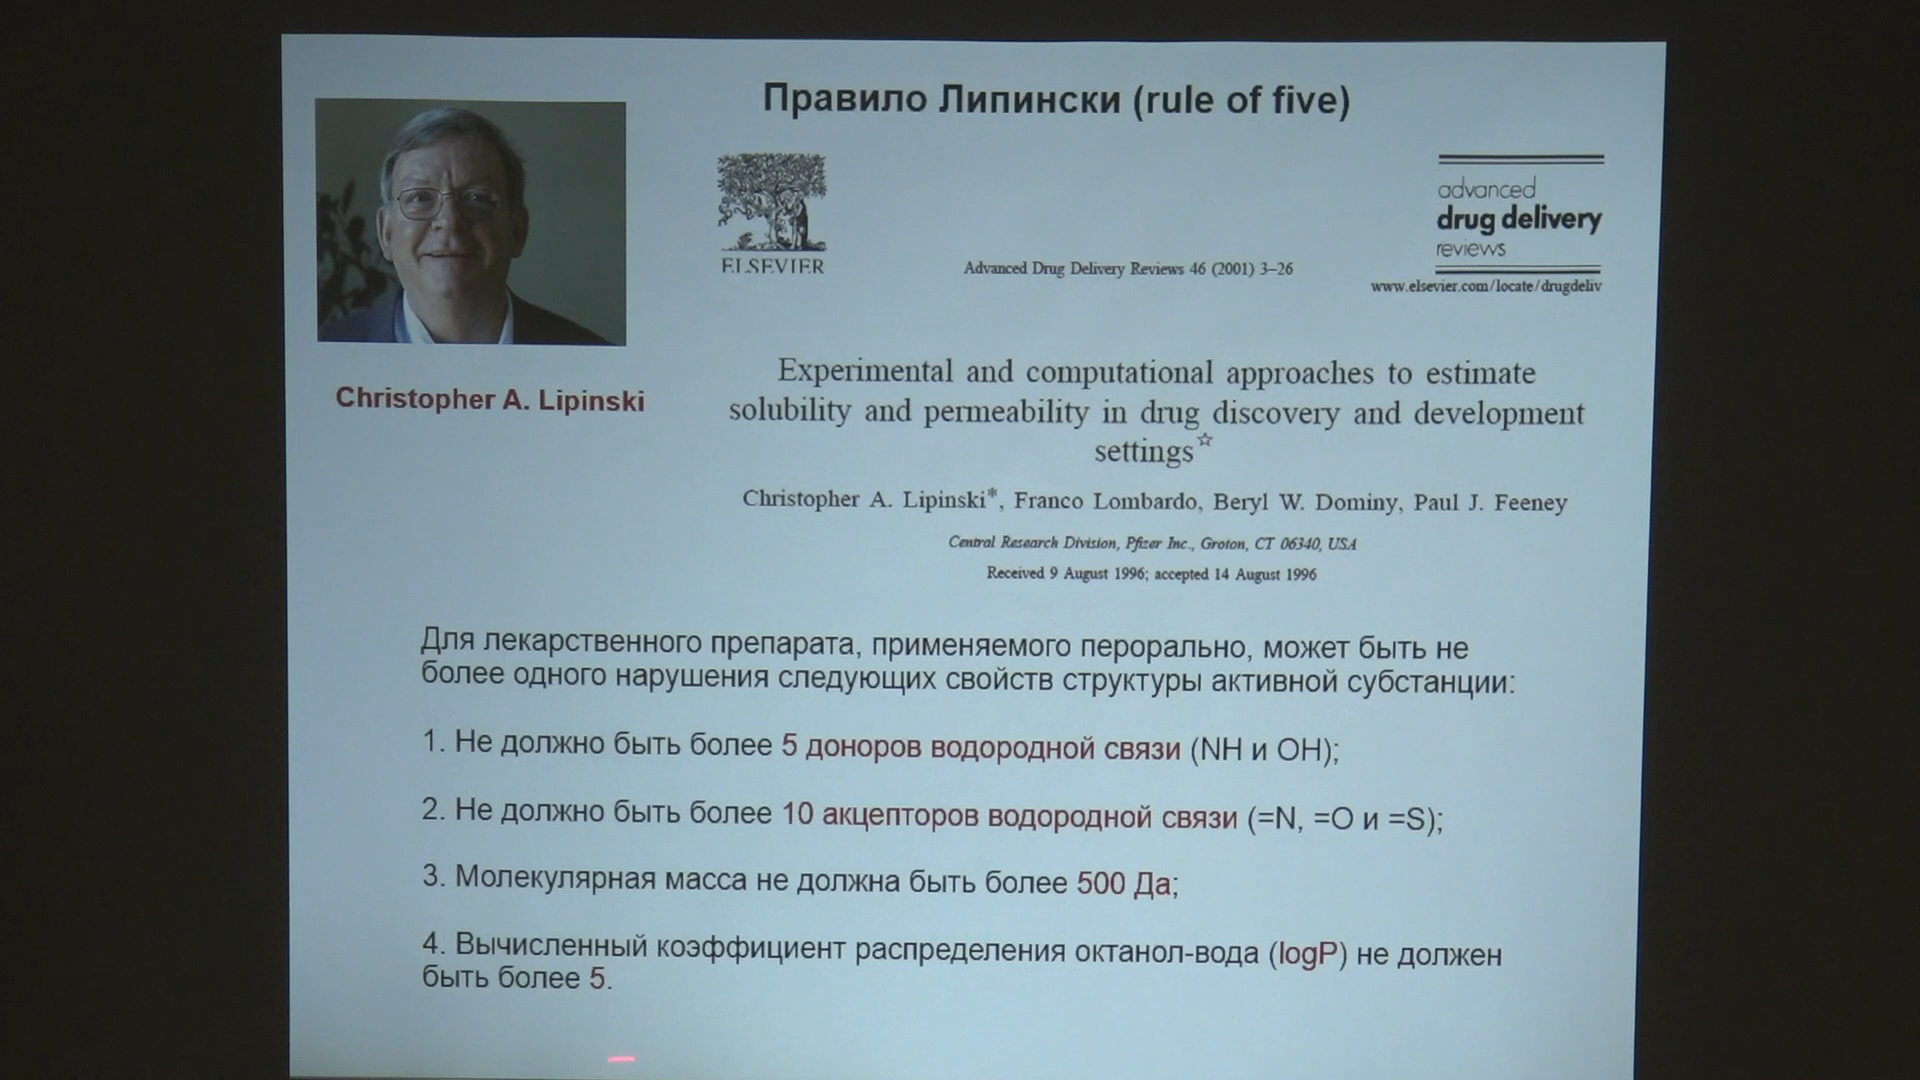 Правило Липински (rule of five)
ELSEVIER
Advanced Drug Delivery Reviews 46 (2001) 3–26
advanced
drug delivery
reviews
www.elsevier.com/locate/drugdeliv
Christopher A. Lipinski
Experimental and computational approaches to estimate
solubility and permeability in drug discovery and development
settings☆
Christopher A. Lipinski*, Franco Lombardo, Beryl W. Dominy, Paul J. Feeney
Central Research Division, Pfizer Inc., Groton, CT 06340, USA
Received 9 August 1996; accepted 14 August 1996
Для лекарственного препарата, применяемого перорально, может быть не
более одного нарушения следующих свойств структуры активной субстанции:
1. Не должно быть более 5 доноров водородной связи (NH и OH);
2. Не должно быть более 10 акцепторов водородной связи (=N, =O и =S);
3. Молекулярная масса не должна быть более 500 Да;
4. Вычисленный коэффициент распределения октанол-вода (logP) не должен
быть более 5.